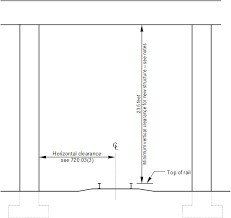 23.5 feet
Minimum vertical clearance for new structure - see notes
℄
Horizontal clearance
see 720.03(3)
Top of rail